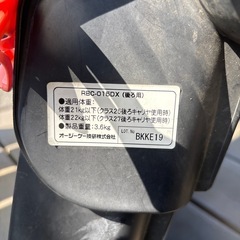 RBC-015DX (後ろ用)
●適用体重:
体重21kg以下(クラス25後ろキャリヤ使用時)
体重22kg以下(クラス27後ろキャリヤ使用時)
●製品重量:3.6kg
オージーケー技研株式会社
LOT No
BKKE19